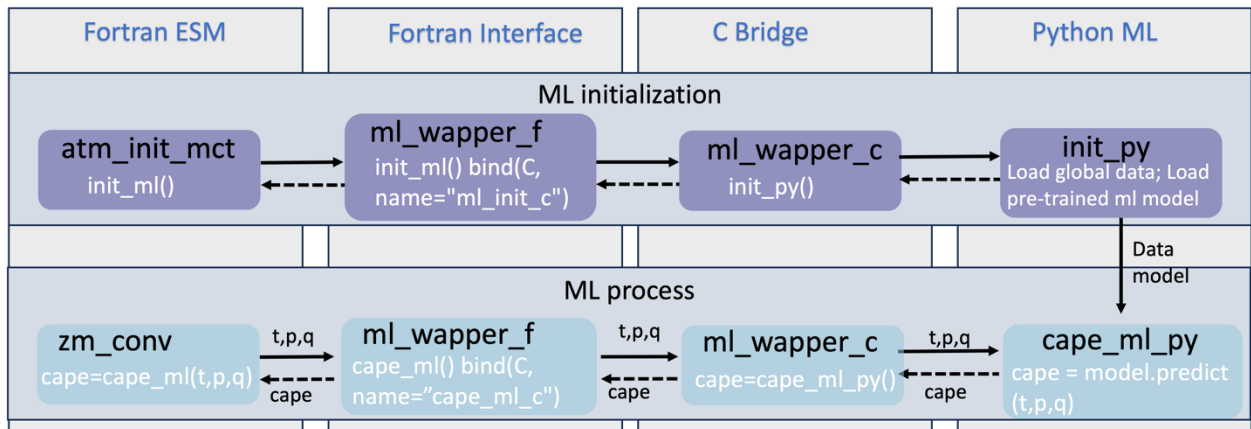 Fortran ESM
Fortran Interface
C Bridge
Python ML
ML initialization
atm_init_mct
init_ml()
ml_wapper_f
init_ml() bind(C,
name="ml_init_c")
ml_wapper_c
init_py()
init_py
Load global data; Load
pre-trained ml model
Data
model
ML process
zm_conv
cape=cape_ml(t,p,q)
t,p,q
cape
ml_wapper_f
cape_ml() bind(C,
name=”cape_ml_c")
t,p,q
cape
ml_wapper_c
cape=cape_ml_py()
t,p,q
cape
cape_ml_py
cape = model.predict
(t,p,q)